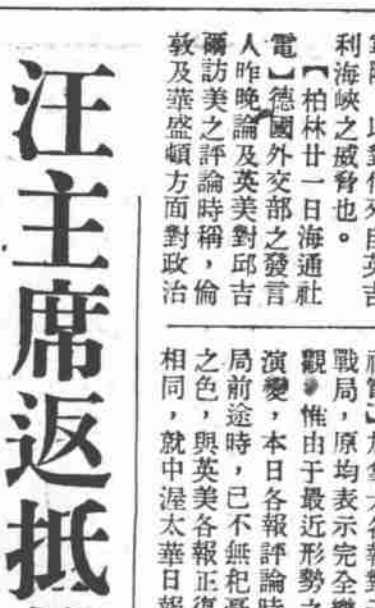 利海峽之威脅也。
【柏林廿一日海通社
電】德國外交部之發言
人昨晚論及英美對邱吉
爾訪美之評論時稱，倫
敦及華盛頓方面對政治
戰局，原均表示完全樂
觀，惟由于最近形勢
演變，本日各報評論時
局前途時，已不無杞
之色，與英美各報正復
相同，就中渥太華日報
汪主席返抵